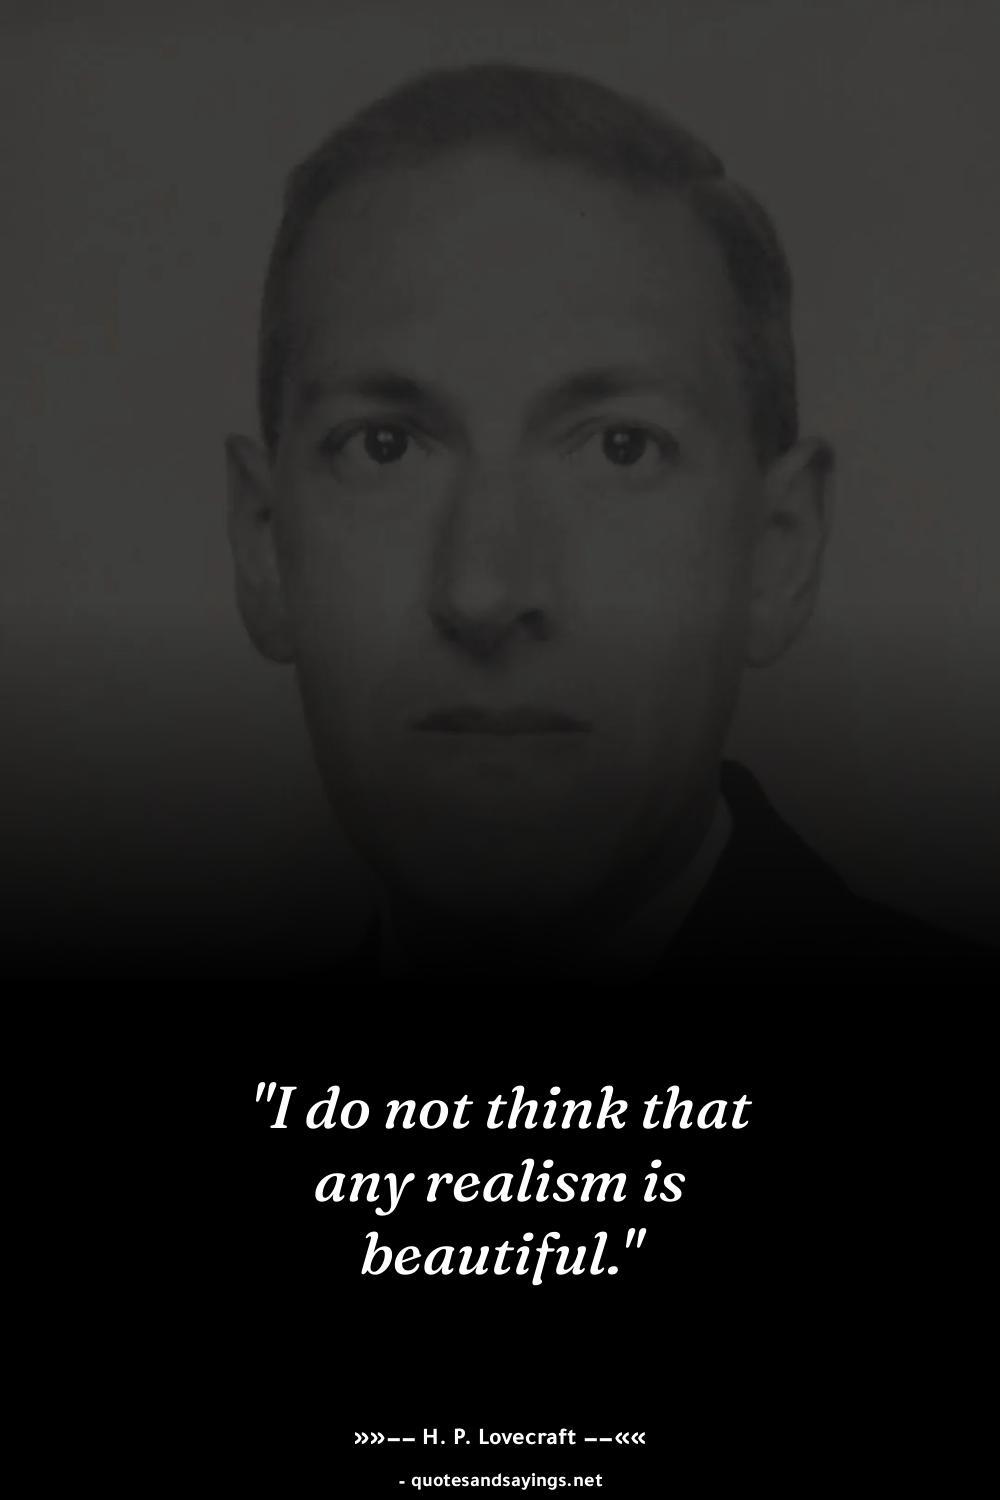 "I do not think that
any realism is
beautiful."
»»–– H. P. Lovecraft ––««
- quotesandsayings.net